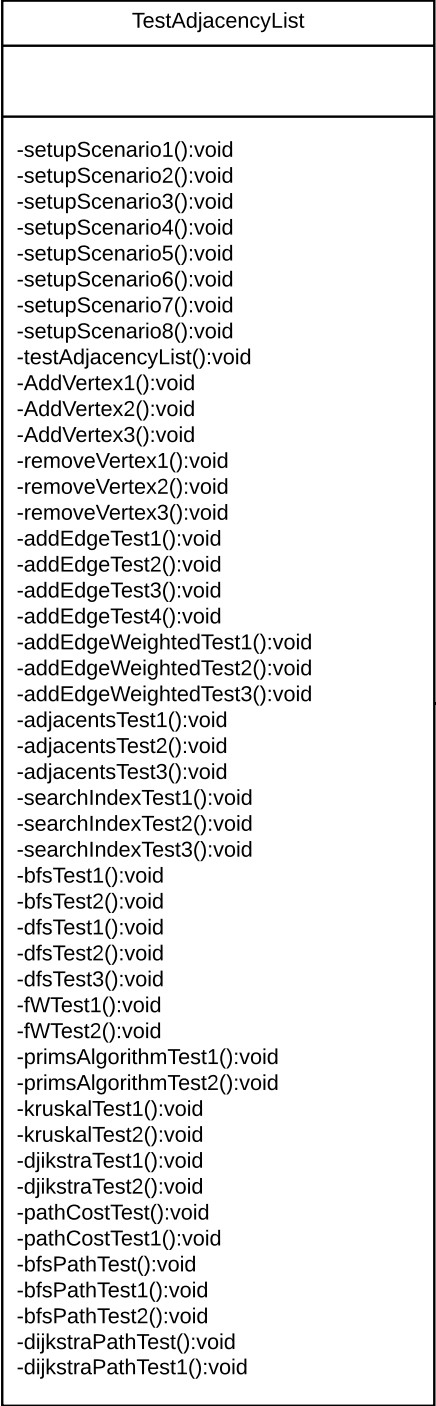 TestAdjacencyList
-setupScenario1():void
-setupScenario2():void
-setupScenario3():void
-setupScenario4():void
-setupScenario5():void
-setupScenario6():void
-setupScenario7():void
-setupScenario8():void
-testAdjacencyList():void
-AddVertex1():void
-AddVertex2():void
-AddVertex3():void
-removeVertex1():void
-removeVertex2():void
-removeVertex3():void
-addEdgeTest1():void
-addEdgeTest2():void
-addEdgeTest3():void
-addEdgeTest4():void
-addEdgeWeightedTest1():void
-addEdgeWeightedTest2():void
-addEdgeWeightedTest3():void
-adjacentsTest1():void
-adjacentsTest2():void
-adjacentsTest3():void
-searchIndexTest1():void
-searchIndexTest2():void
-searchIndexTest3():void
-bfsTest1():void
-bfsTest2():void
-dfsTest1():void
-dfsTest2():void
-dfsTest3():void
-fWTest1():void
-fWTest2():void
-primsAlgorithmTest1():void
-primsAlgorithmTest2():void
-kruskalTest1():void
-kruskalTest2():void
-djikstraTest1():void
-djikstraTest2():void
-pathCostTest():void
-pathCostTest1():void
-bfsPathTest():void
-bfsPathTest1():void
-bfsPathTest2():void
-dijkstraPathTest():void
-dijkstraPathTest1():void